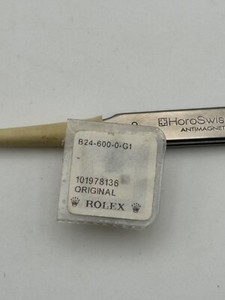 HoroSwis
ANTIMAGNET
B24-600-0-G1
101978136
ORIGINAL
ROLEX